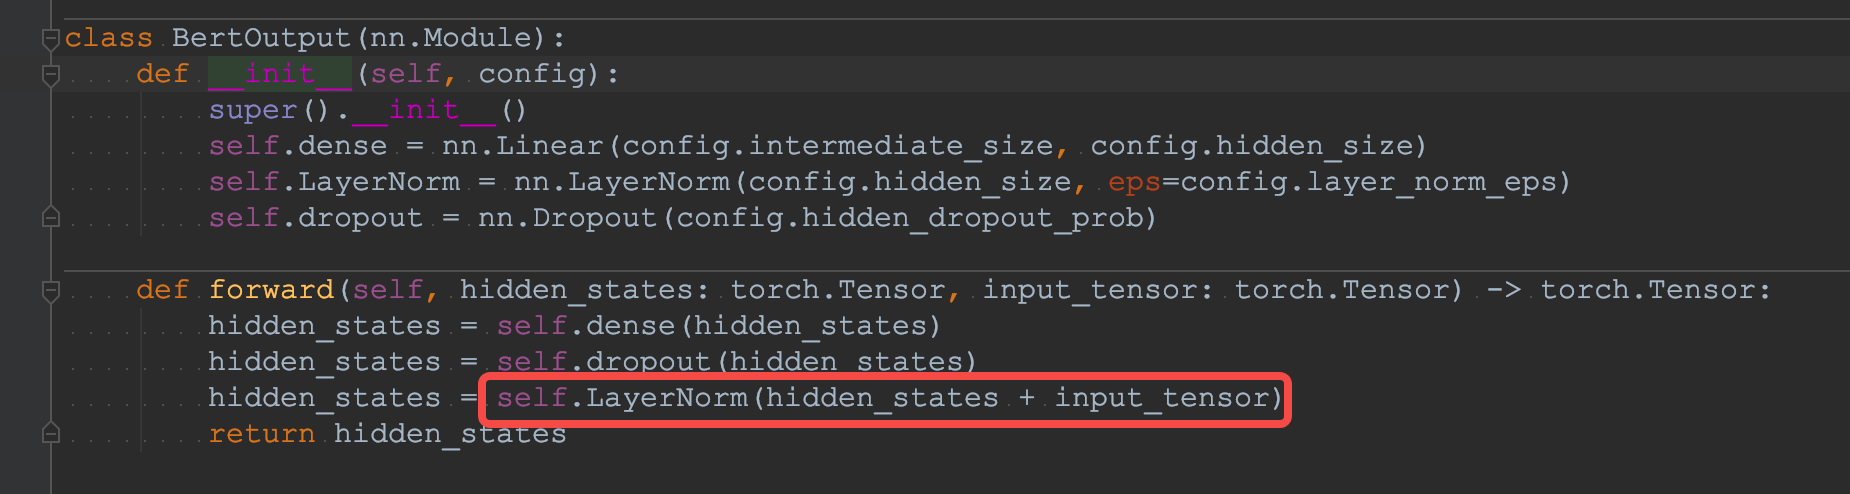 class BertOutput(nn.Module):
    def __init__(self, config):
        super().__init__()
        self.dense = nn.Linear(config.intermediate_size, config.hidden_size)
        self.LayerNorm = nn.LayerNorm(config.hidden_size, eps=config.layer_norm_eps)
        self.dropout = nn.Dropout(config.hidden_dropout_prob)
    def forward(self, hidden_states: torch.Tensor, input_tensor: torch.Tensor) -> torch.Tensor:
        hidden_states = self.dense(hidden_states)
        hidden_states = self.dropout(hidden_states)
        hidden_states = self.LayerNorm(hidden_states + input_tensor)
        return hidden_states